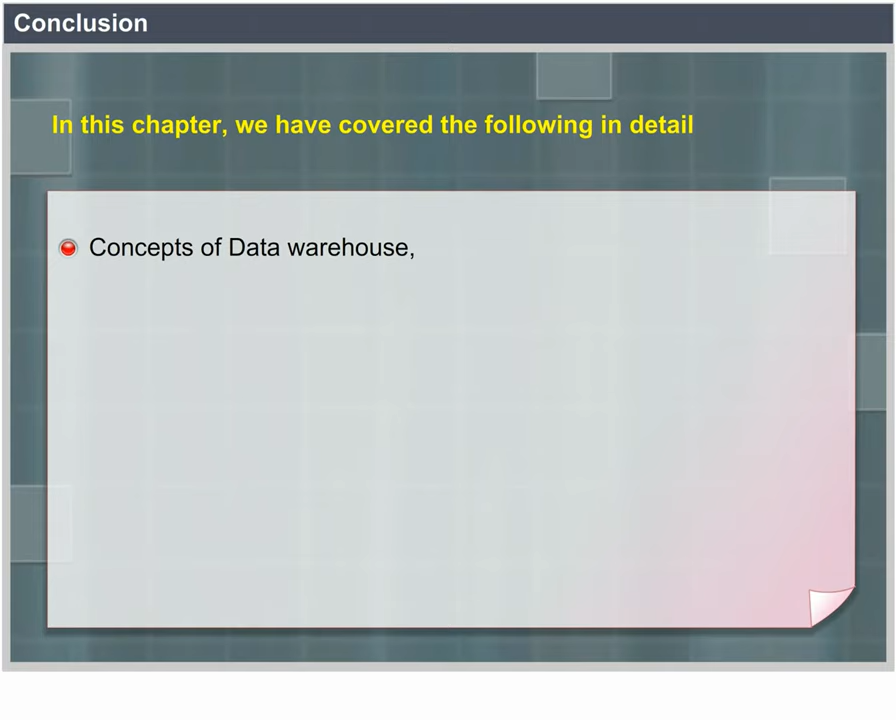 Conclusion
In this chapter, we have covered the following in detail
Concepts of Data warehouse,